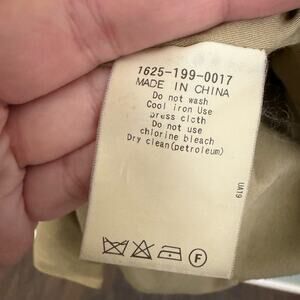 1625-199-0017
MADE IN CHINA
Do not wash
Cool iron Use
press cloth
Do not use
chlorine bleach
Dry clean(petroleum)
UA19
F